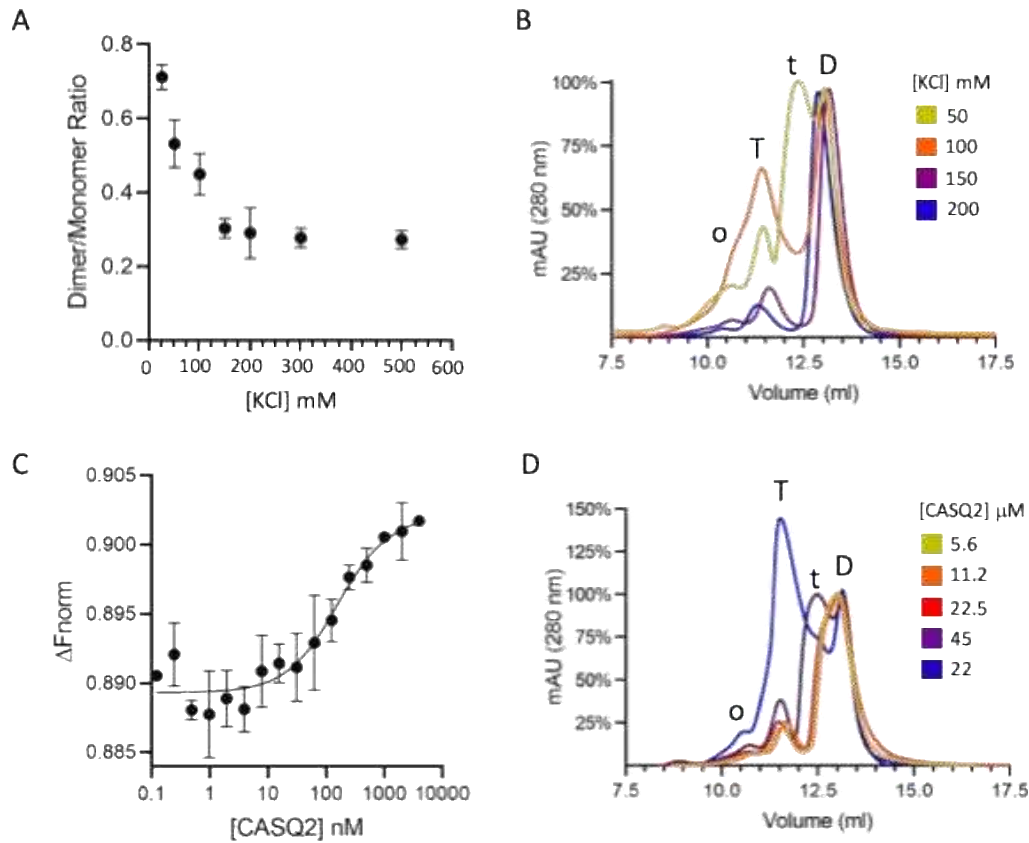 A
Dimer/Monomer Ratio
0.8
0.6
0.4
0.2
0.0
0 100 200 300 400 500 600
[KCl] mM
B
mAU (280 nm)
100%
75%
50%
25%
o T t D
7.5 10.0 12.5 15.0 17.5
Volume (ml)
[KCl] mM
50
100
150
200
C
ΔFnorm
0.905
0.900
0.895
0.890
0.885
0.1 1 10 100 1000 10000
[CASQ2] nM
D
mAU (280 nm)
150%
125%
100%
75%
50%
25%
o T t D
7.5 10.0 12.5 15.0 17.5
Volume (ml)
[CASQ2] μM
5.6
11.2
22.5
45
22